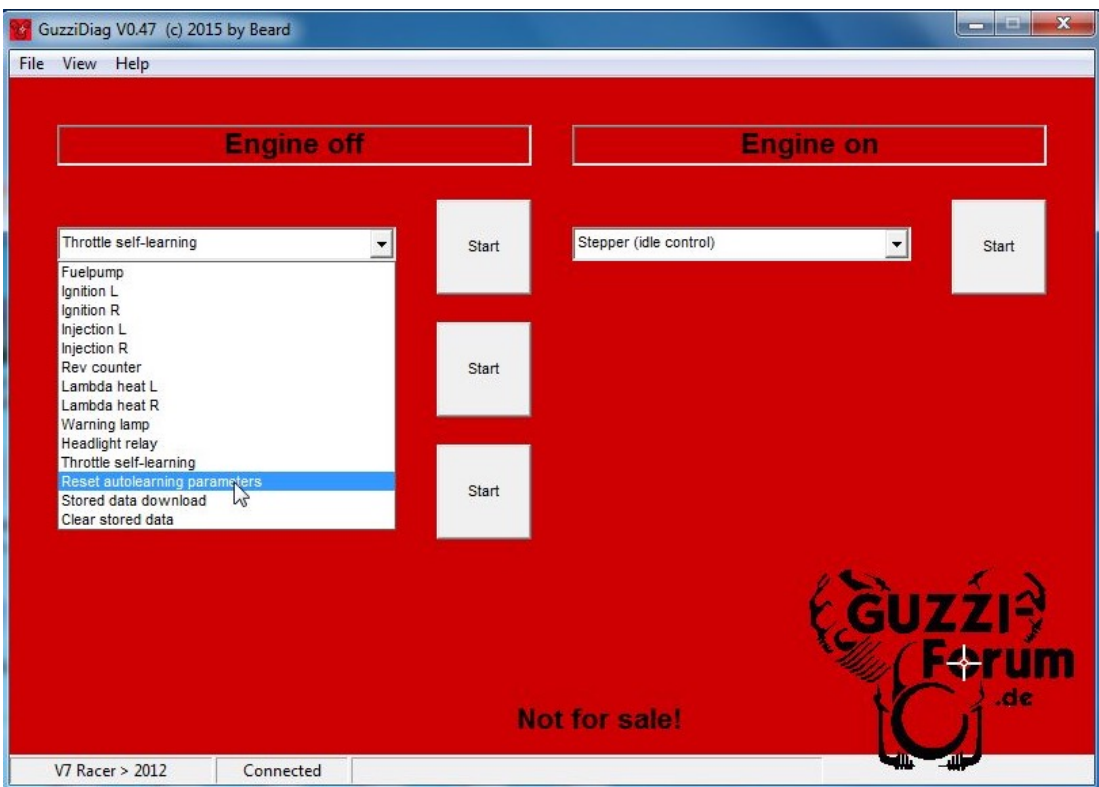 GuzziDiag V0.47 (c) 2015 by Beard
File View Help
Engine off
Engine on
Throttle self-learning
Start
Stepper (idle control)
Start
Fuelpump
Ignition L
Ignition R
Injection L
Injection R
Rev counter
Lambda heat L
Lambda heat R
Warning lamp
Headlight relay
Throttle self-learning
Reset autolearning parameters
Stored data download
Clear stored data
Start
Start
GUZZI-
Forum
.de
Not for sale!
V7 Racer > 2012
Connected